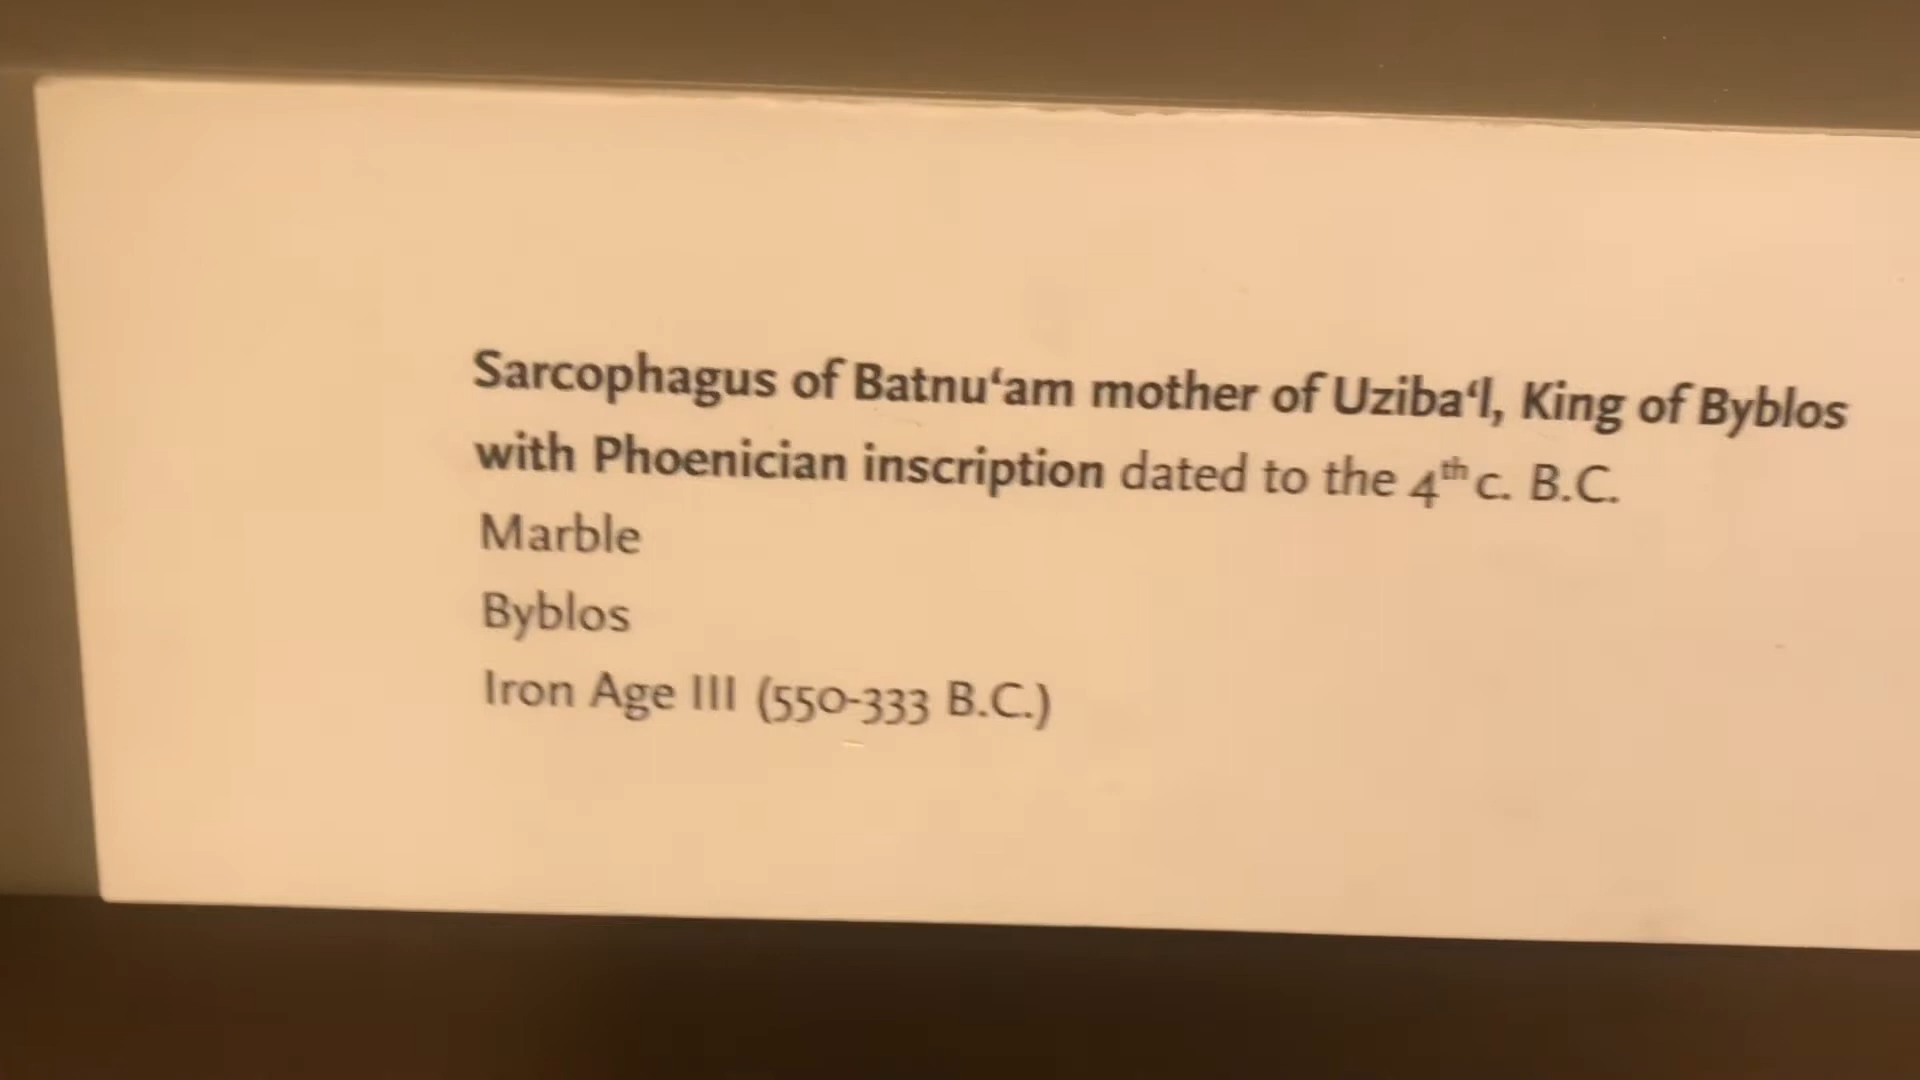 Sarcophagus of Batnu‘am mother of Uziba‘l, King of Byblos
with Phoenician inscription dated to the 4th c. B.C.
Marble
Byblos
Iron Age III (550-333 B.C.)